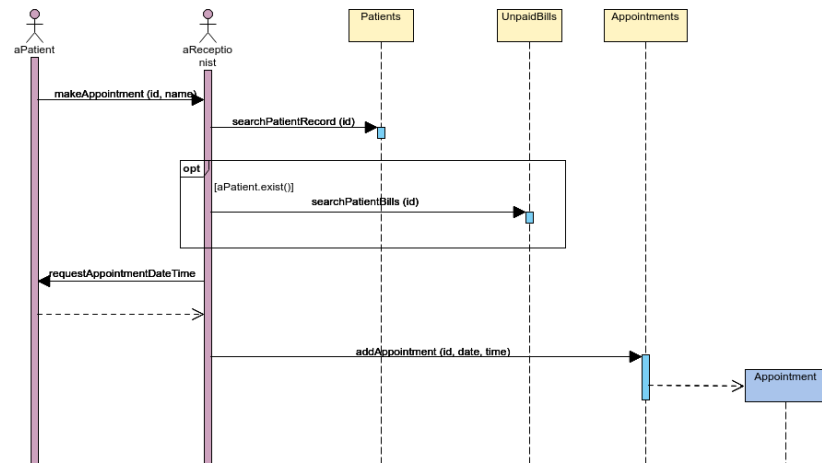 Patients
UnpaidBills
Appointments
aPatient
aReceptio
nist
makeAppointment (id, name)
searchPatientRecord (id)
opt
[aPatient.exist()]
searchPatientBills (id)
requestAppointmentDateTime
addAppointment (id, date, time)
Appointment